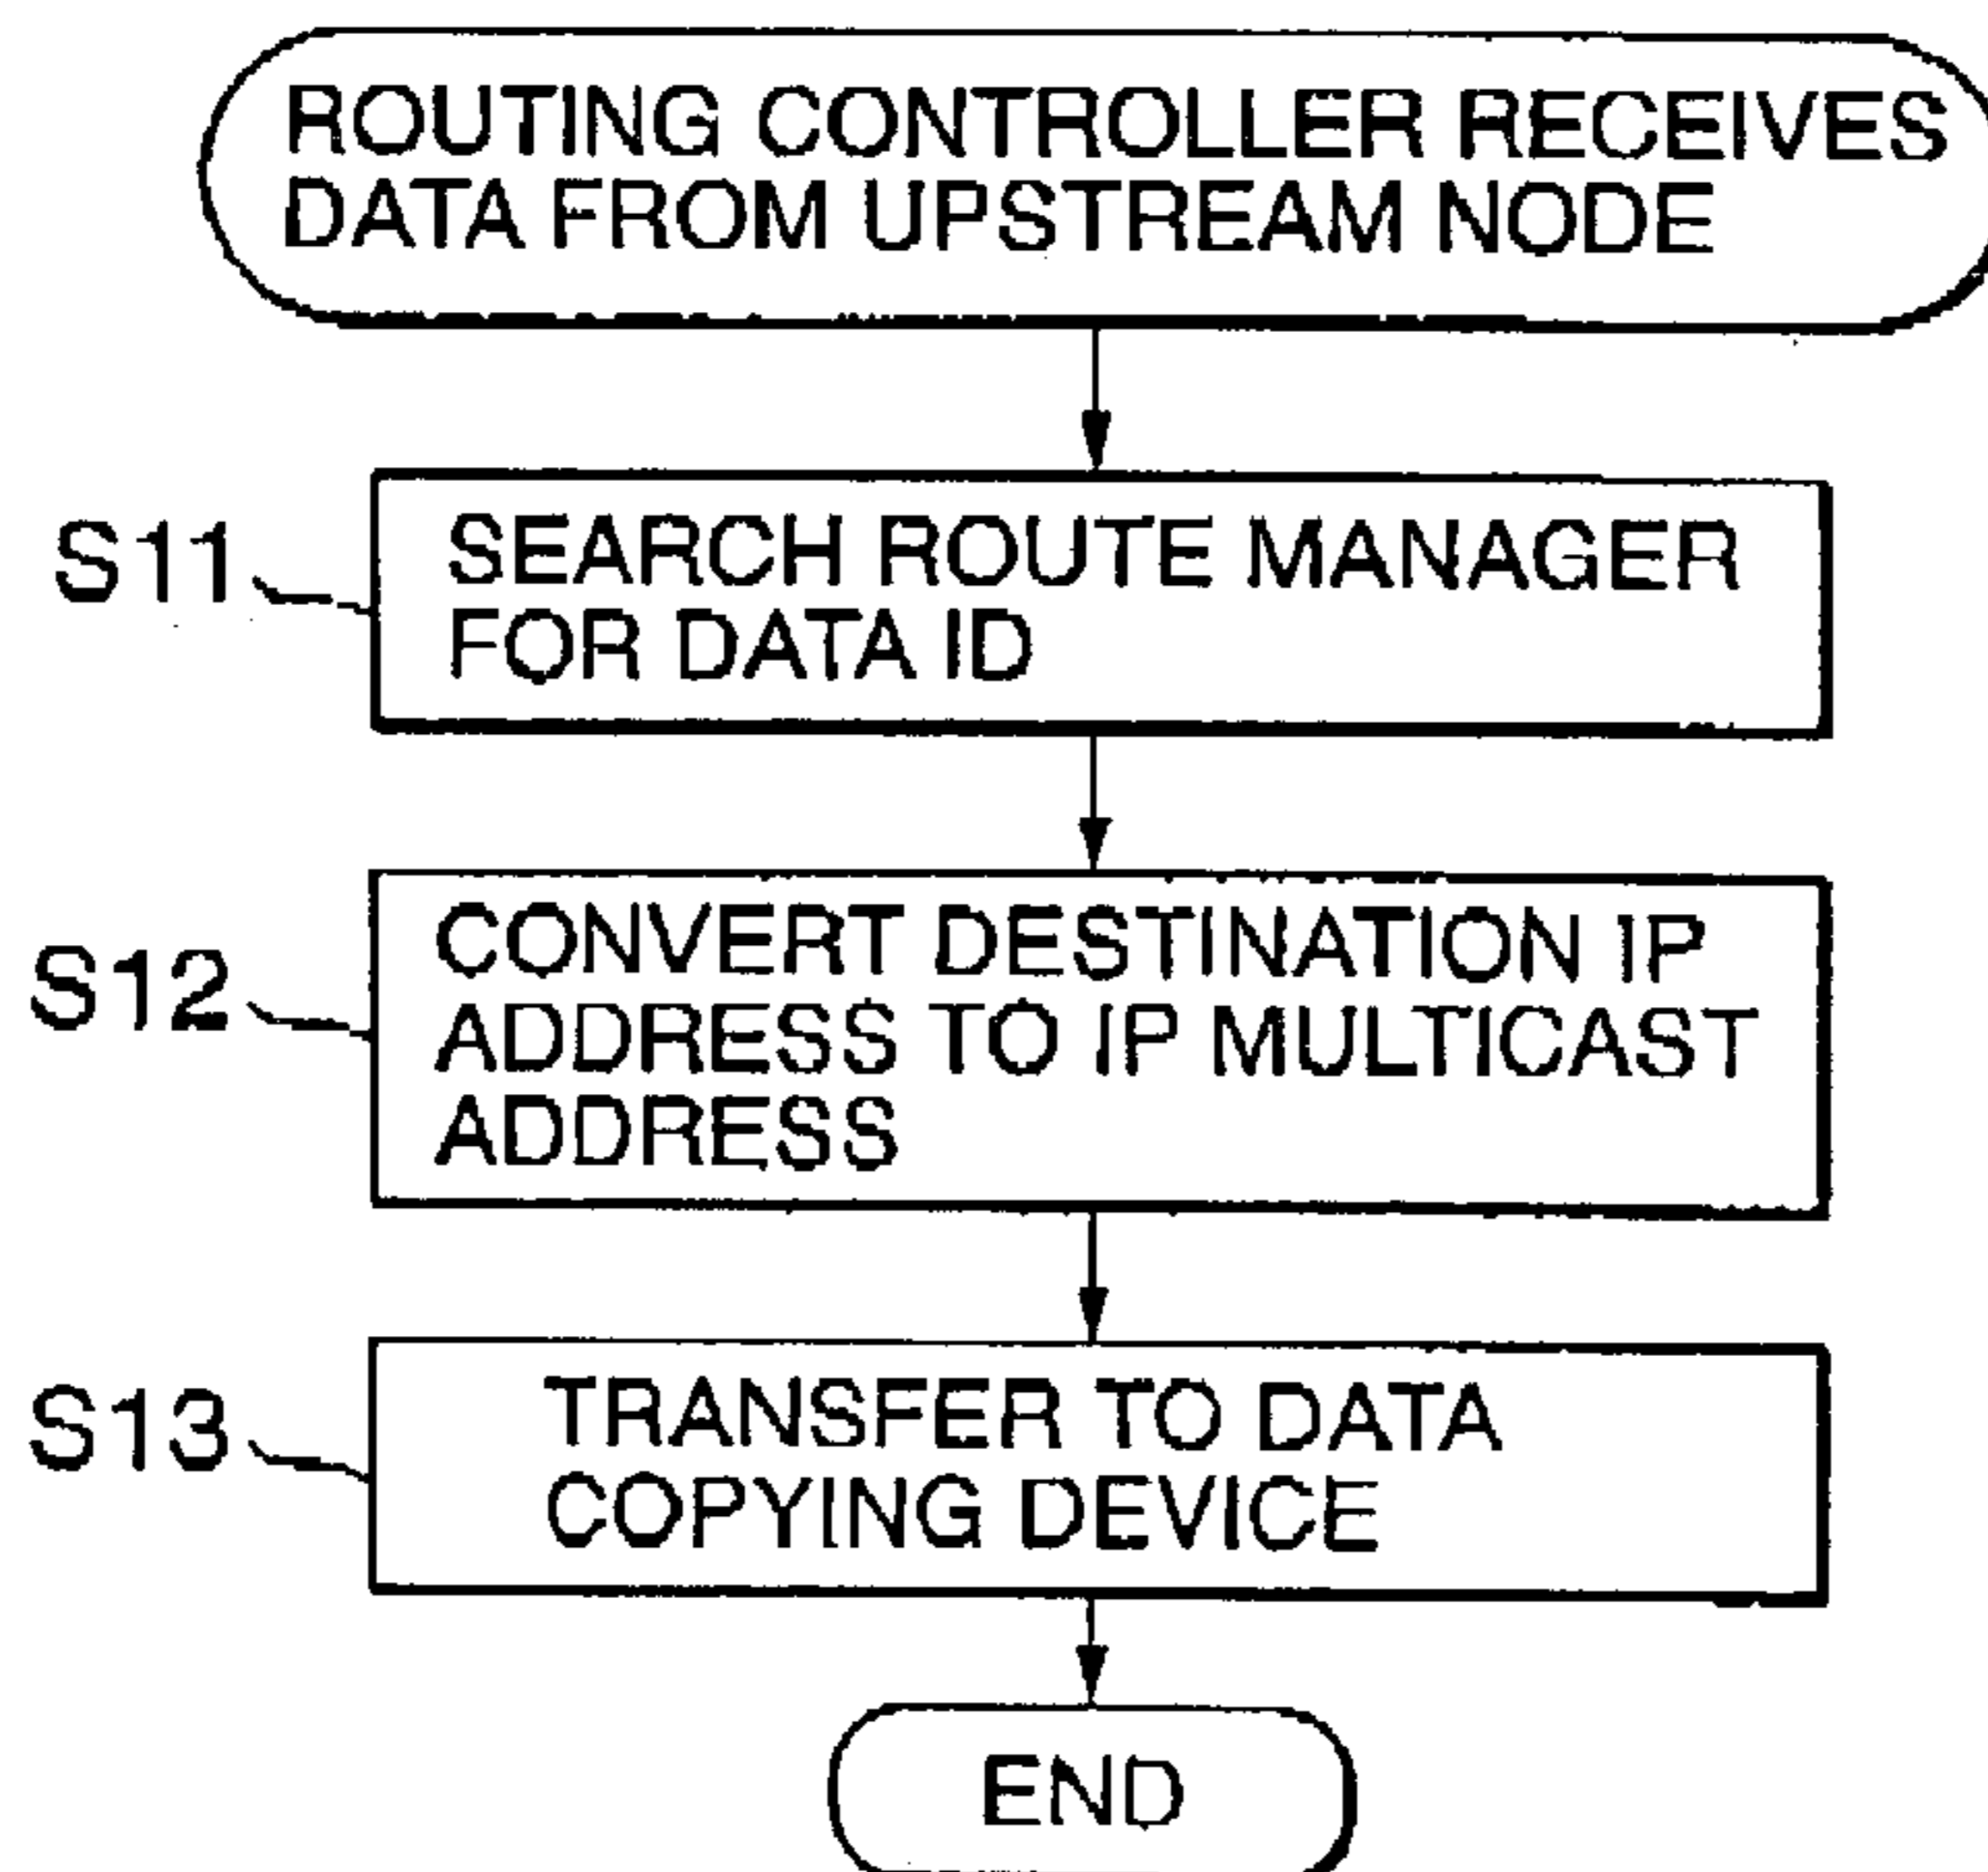 ROUTING CONTROLLER RECEIVES
DATA FROM UPSTREAM NODE
S11
SEARCH ROUTE MANAGER
FOR DATA ID
S12
CONVERT DESTINATION IP
ADDRESS TO IP MULTICAST
ADDRESS
S13
TRANSFER TO DATA
COPYING DEVICE
END